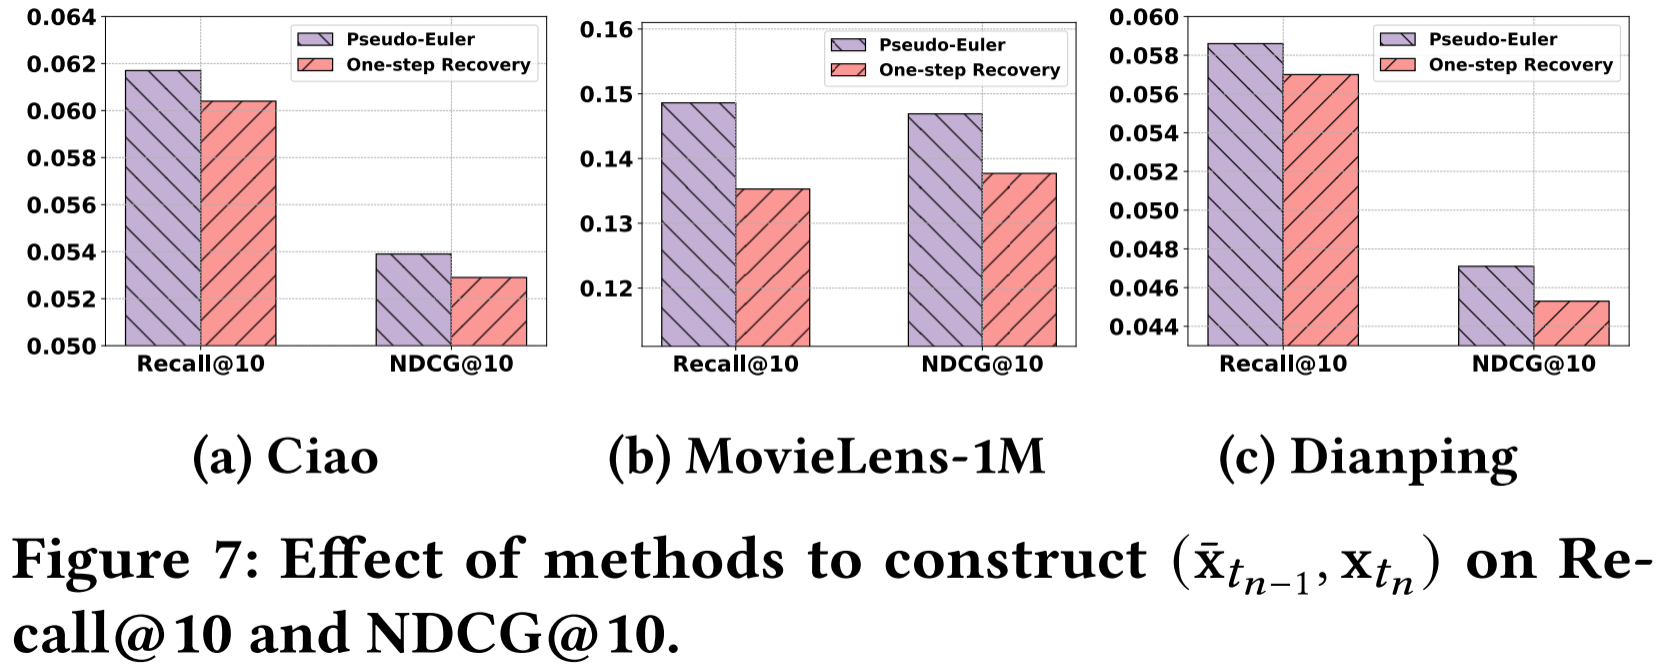 0.064
0.062
0.060
0.058
0.056
0.054
0.052
0.050
Pseudo-Euler
One-step Recovery
Recall@10 NDCG@10
(a) Ciao
0.16
0.15
0.14
0.13
0.12
Pseudo-Euler
One-step Recovery
Recall@10 NDCG@10
(b) MovieLens-1M
0.060
0.058
0.056
0.054
0.052
0.050
0.048
0.046
0.044
Pseudo-Euler
One-step Recovery
Recall@10 NDCG@10
(c) Dianping
Figure 7: Effect of methods to construct (x̄_{t_{n−1}}, x_{t_n}) on Re-
call@10 and NDCG@10.